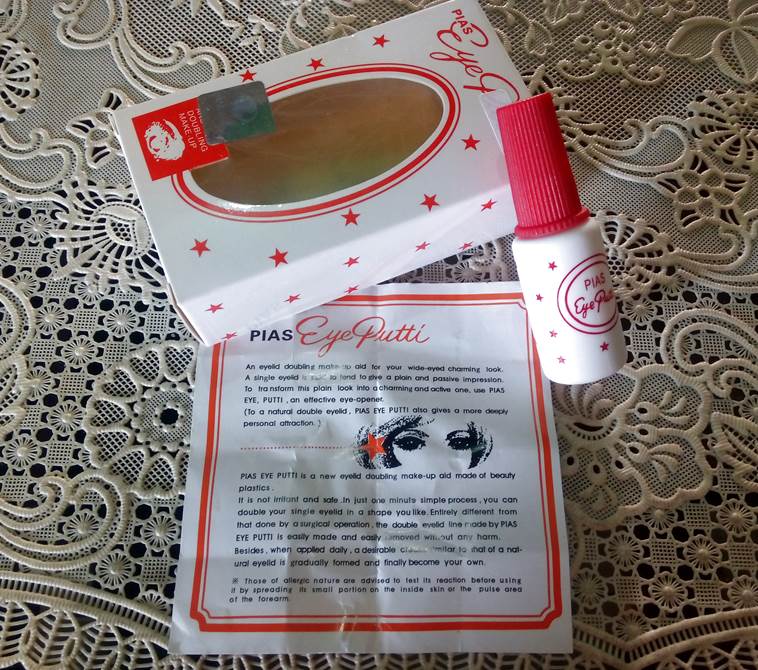 PIAS
Eye P
DOUBLING
MAKE-UP
PIAS
Eye Putti
PIAS Eye Putti
An eyelid doubling make-up aid for your wide-eyed charming look.
A single eyelid is said to tend to give a plain and passive impression.
To transform this plain look into a charming and active one, use PIAS
EYE, PUTTI, an effective eye-opener.
(To a natural double eyelid, PIAS EYE PUTTI also gives a more deeply
personal attraction.)
PIAS EYE PUTTI is a new eyelid doubling make-up aid made of beauty
plastics.
It is not irritant and safe. In just one minute simple process, you can
double your single eyelid in a shape you like. Entirely different from
that done by a surgical operation, the double eyelid line made by PIAS
EYE PUTTI is easily made and easily removed without any harm.
Besides, when applied daily, a desirable similar to that of a nat-
ural eyelid is gradually formed and finally become your own.
※ Those of allergic nature are advised to test its reaction before using
it by spreading its small portion on the inside skin or the pulse area
of the forearm.